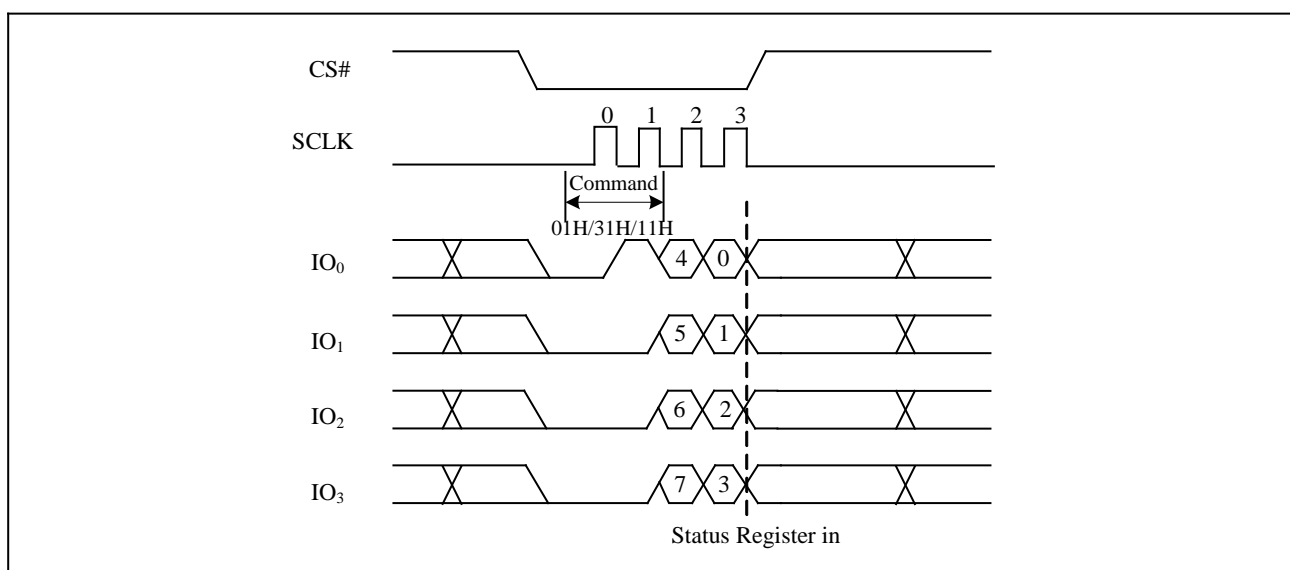 CS#
0 1 2 3
SCLK
Command
01H/31H/11H
IO₀ 4 0
IO₁ 5 1
IO₂ 6 2
IO₃ 7 3
Status Register in